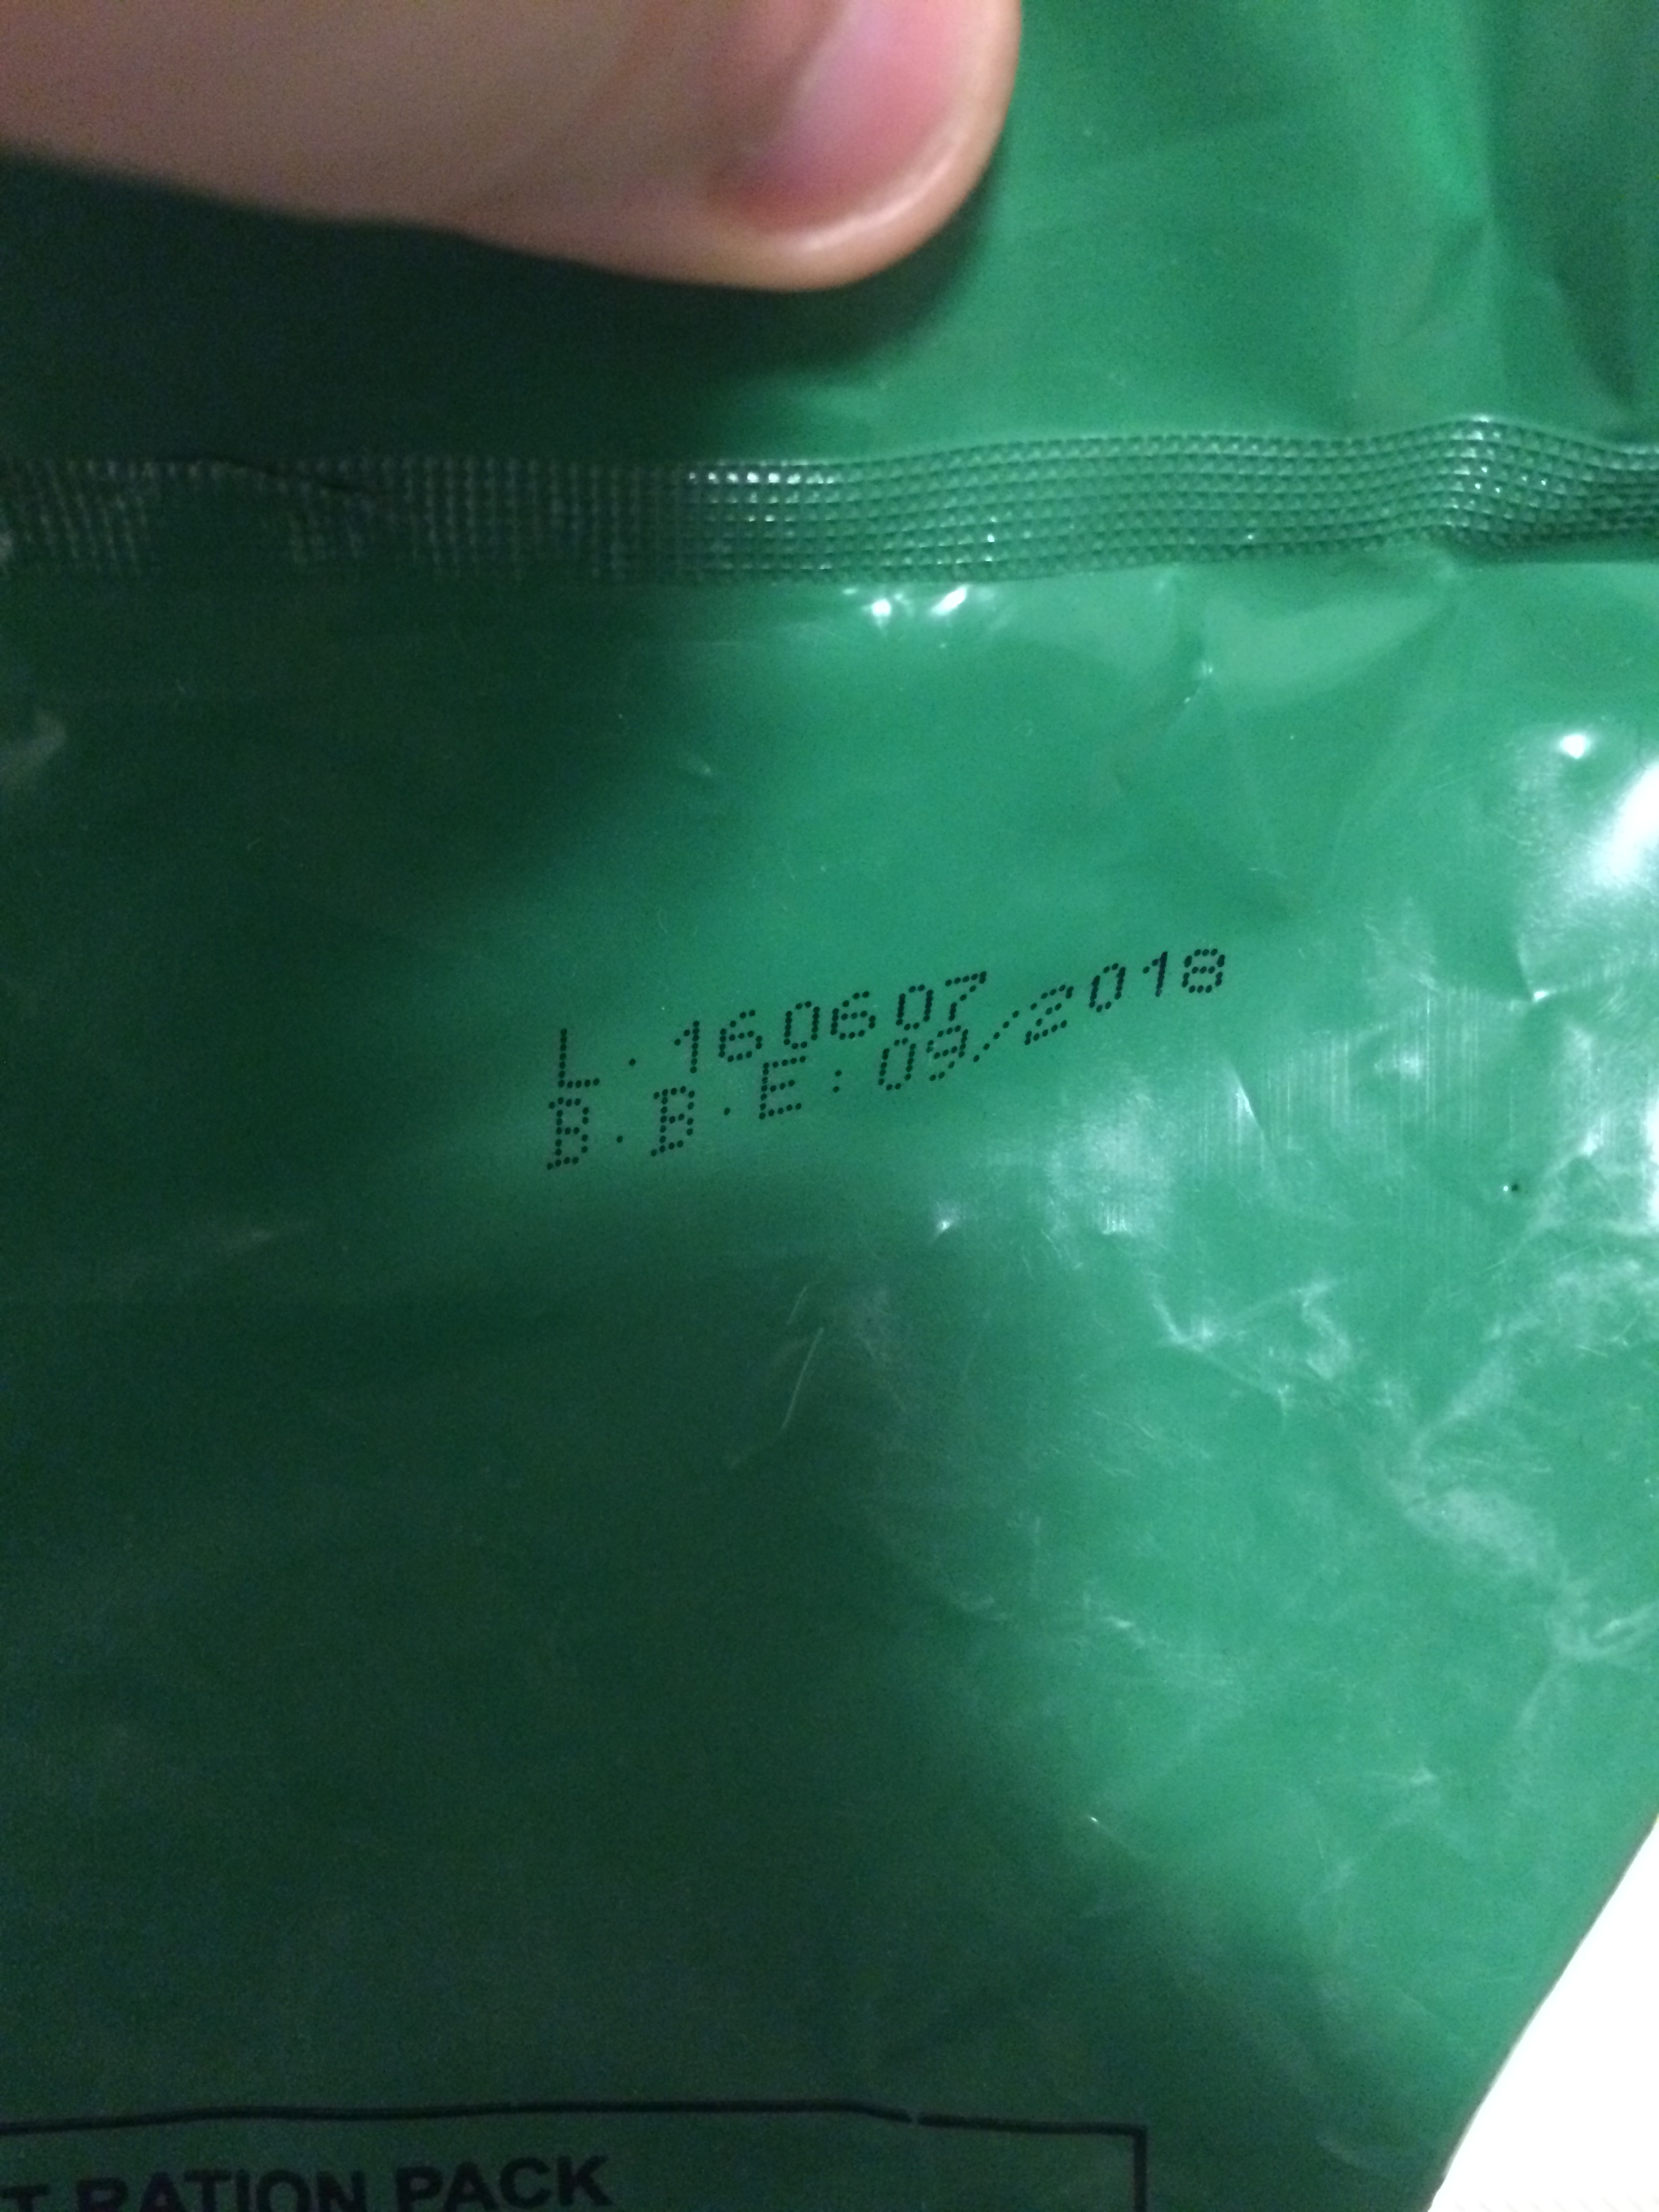 L.160607
B.B.E:09/2018
T RATION PACK